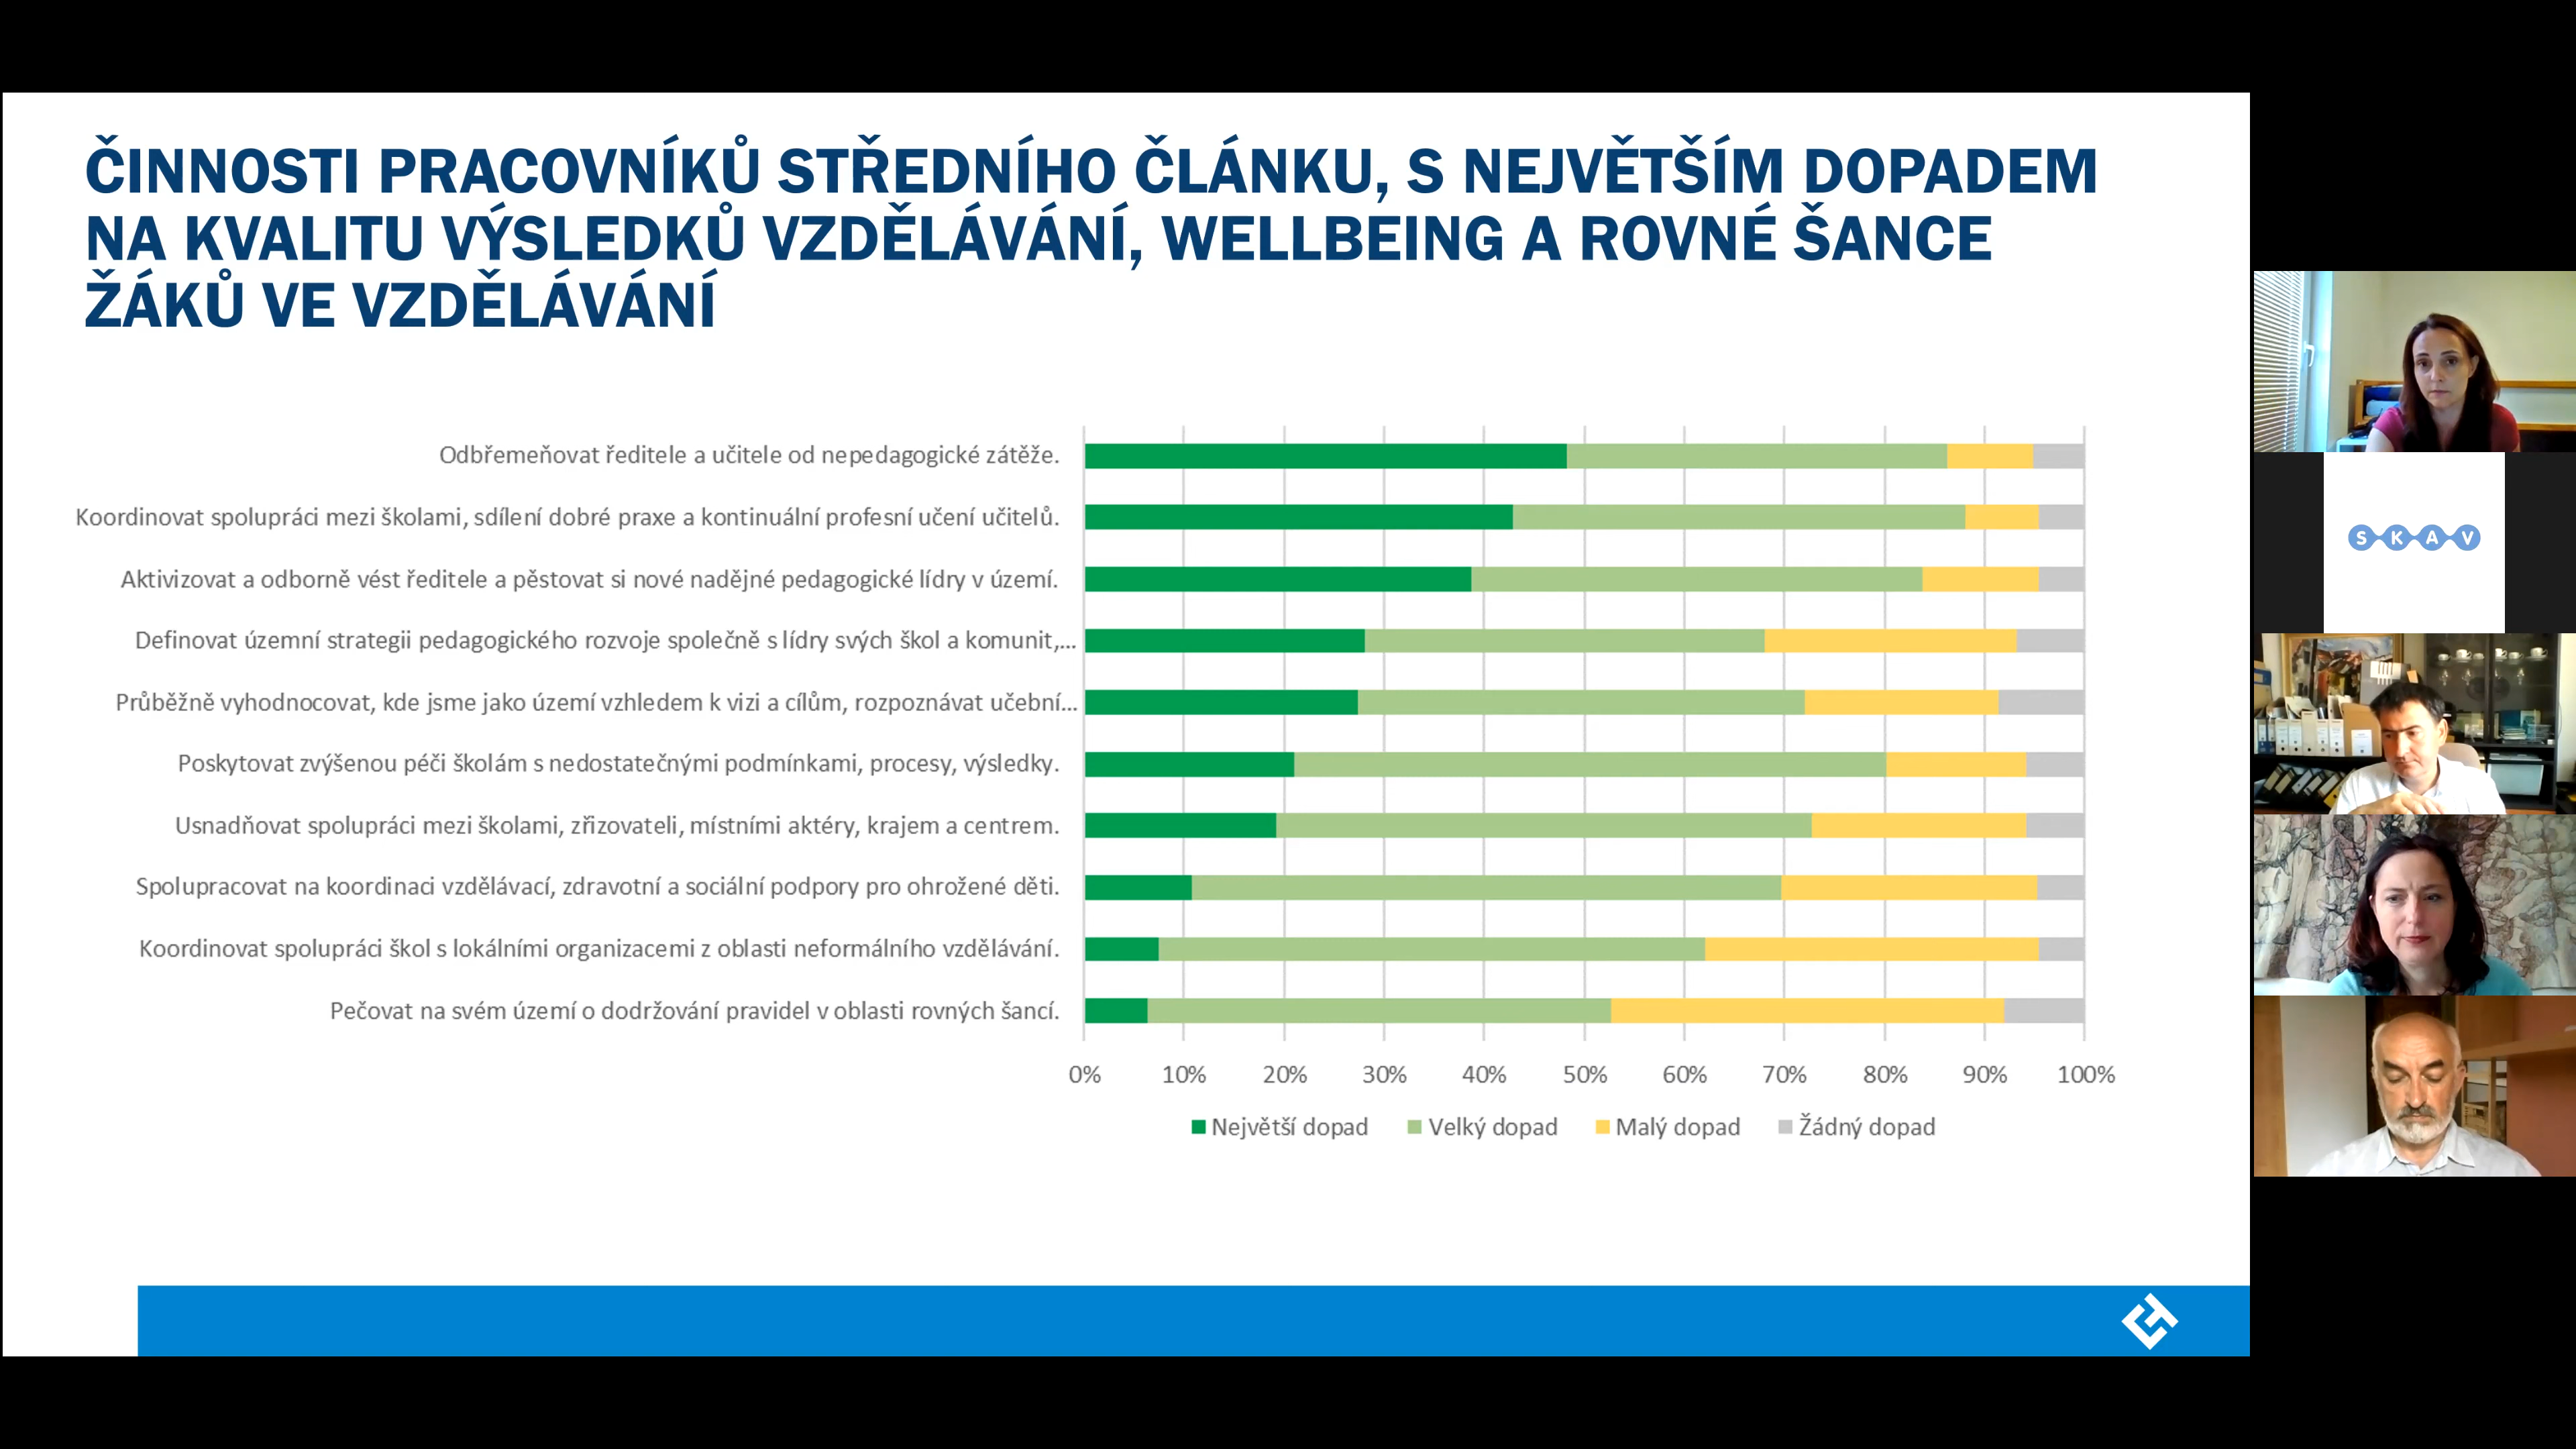 ČINNOSTI PRACOVNÍKŮ STŘEDNÍHO ČLÁNKU, S NEJVĚTŠÍM DOPADEM
NA KVALITU VÝSLEDKŮ VZDĚLÁVÁNÍ, WELLBEING A ROVNÉ ŠANCE
ŽÁKŮ VE VZDĚLÁVÁNÍ
Odbřemeňovat ředitele a učitele od nepedagogické zátěže.
Koordinovat spolupráci mezi školami, sdílení dobré praxe a kontinuální profesní učení učitelů.
Aktivizovat a odborně vést ředitele a pěstovat si nové nadějné pedagogické lídry v území.
Definovat územní strategii pedagogického rozvoje společně s lídry svých škol a komunit,...
Průběžně vyhodnocovat, kde jsme jako území vzhledem k vizi a cílům, rozpoznávat učební...
Poskytovat zvýšenou péči školám s nedostatečnými podmínkami, procesy, výsledky.
Usnadňovat spolupráci mezi školami, zřizovateli, místními aktéry, krajem a centrem.
Spolupracovat na koordinaci vzdělávací, zdravotní a sociální podpory pro ohrožené děti.
Koordinovat spolupráci škol s lokálními organizacemi z oblasti neformálního vzdělávání.
Pečovat na svém území o dodržování pravidel v oblasti rovných šancí.
0% 10% 20% 30% 40% 50% 60% 70% 80% 90% 100%
Největší dopad Velký dopad Malý dopad Žádný dopad
SKAV